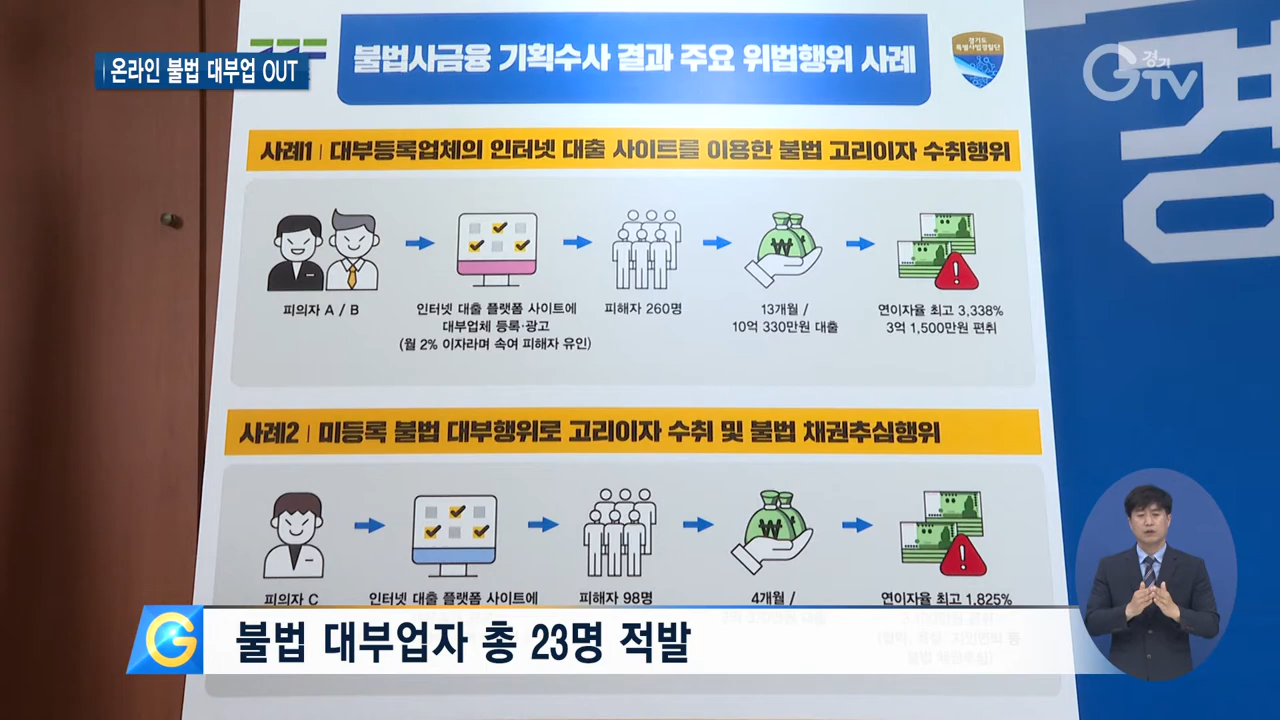 온라인 불법 대부업 OUT
불법사금융 기획수사 결과 주요 위법행위 사례
경기도
특별사법경찰단
경기
GTV
사례1 | 대부등록업체의 인터넷 대출 사이트를 이용한 불법 고리이자 수취행위
피의자 A / B
인터넷 대출 플랫폼 사이트에
대부업체 등록·광고
(월 2% 이자라며 속여 피해자 유인)
피해자 260명
13개월 /
10억 330만원 대출
연이자율 최고 3,338%
3억 1,500만원 편취
사례2 | 미등록 불법 대부행위로 고리이자 수취 및 불법 채권추심행위
피의자 C
인터넷 대출 플랫폼 사이트에
피해자 98명
4개월 /
연이자율 최고 1,825%
불법 대부업자 총 23명 적발